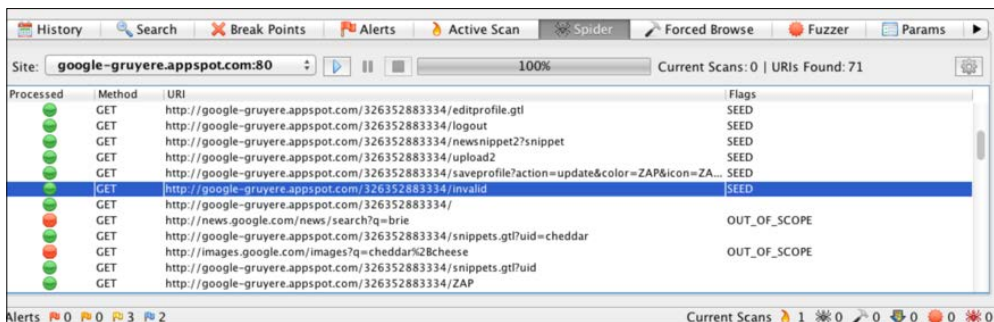 History Search Break Points Alerts Active Scan Spider Forced Browse Fuzzer Params
Site: google-gruyere.appspot.com:80 100% Current Scans: 0 | URIs Found: 71
Processed Method URI Flags
GET http://google-gruyere.appspot.com/326352883334/editprofile.gtl SEED
GET http://google-gruyere.appspot.com/326352883334/logout SEED
GET http://google-gruyere.appspot.com/326352883334/newsnippet2?snippet SEED
GET http://google-gruyere.appspot.com/326352883334/upload2 SEED
GET http://google-gruyere.appspot.com/326352883334/saveprofile?action=update&color=ZAP&icon=ZA... SEED
GET http://google-gruyere.appspot.com/326352883334/invalid SEED
GET http://google-gruyere.appspot.com/326352883334/
GET http://news.google.com/news/search?q=brie OUT_OF_SCOPE
GET http://google-gruyere.appspot.com/326352883334/snippets.gtl?uid=cheddar
GET http://images.google.com/images?q=cheddar%2Bcheese OUT_OF_SCOPE
GET http://google-gruyere.appspot.com/326352883334/snippets.gtl?uid
GET http://google-gruyere.appspot.com/326352883334/ZAP
Alerts 0 0 3 2 Current Scans 1 0 0 0 0 0